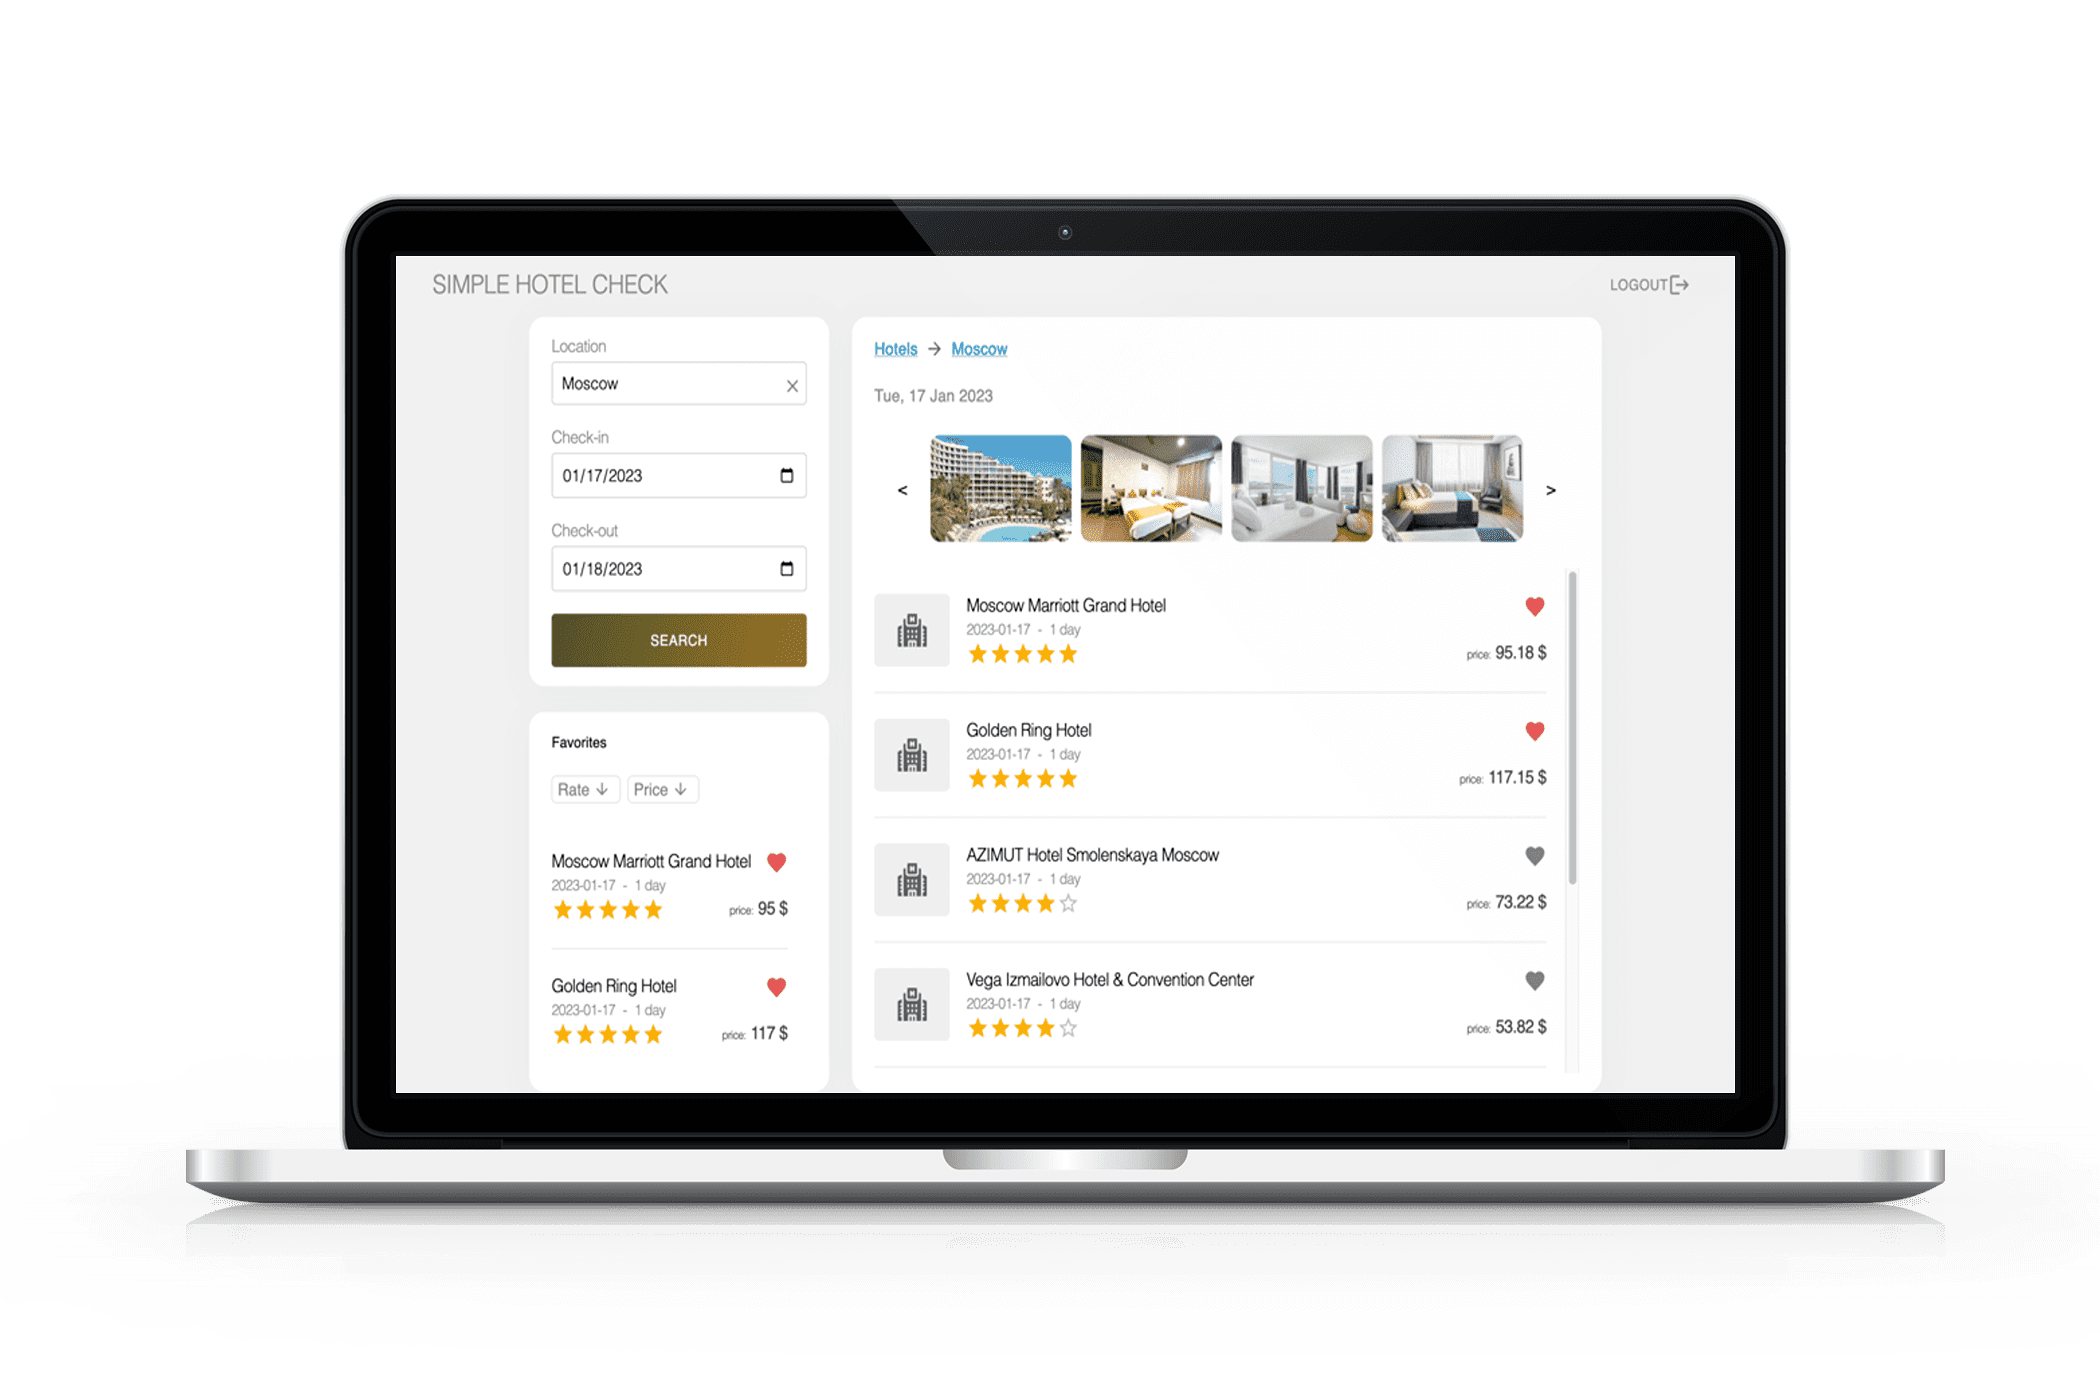 SIMPLE HOTEL CHECK
LOGOUT
Location
Moscow
Check-in
01/17/2023
Check-out
01/18/2023
SEARCH
Favorites
Rate ↓ Price ↓
Moscow Marriott Grand Hotel
2023-01-17 - 1 day
price: 95 $
Golden Ring Hotel
2023-01-17 - 1 day
price: 117 $
Hotels → Moscow
Tue, 17 Jan 2023
< >
Moscow Marriott Grand Hotel
2023-01-17 - 1 day
price: 95.18 $
Golden Ring Hotel
2023-01-17 - 1 day
price: 117.15 $
AZIMUT Hotel Smolenskaya Moscow
2023-01-17 - 1 day
price: 73.22 $
Vega Izmailovo Hotel & Convention Center
2023-01-17 - 1 day
price: 53.82 $